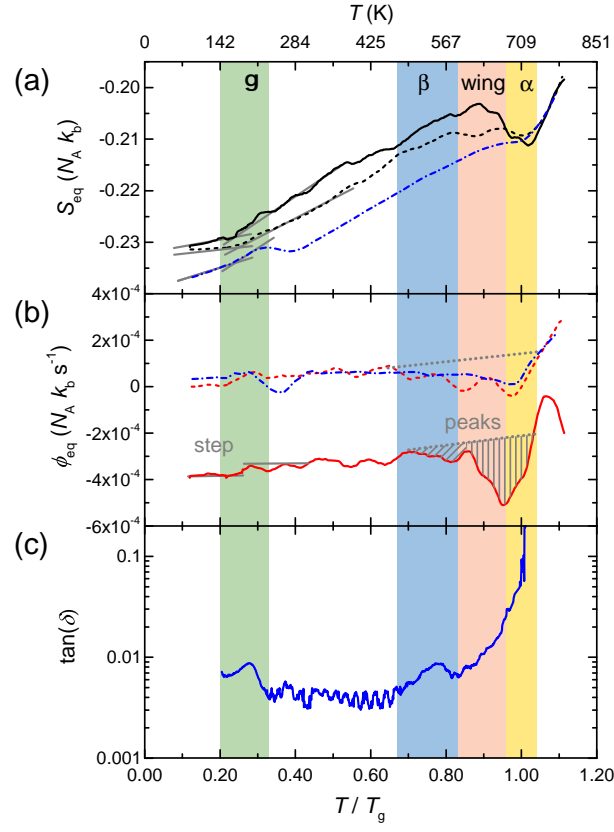 T (K)
0 142 284 425 567 709 851
(a)
g β wing α
-0.20
-0.21
-0.22
-0.23
S_eq (N_A k_b)
(b)
4x10^-4
2x10^-4
0
-2x10^-4
-4x10^-4
-6x10^-4
ϕ_eq (N_A k_b s^-1)
step
peaks
(c)
0.1
0.01
0.001
tan(δ)
0.00 0.20 0.40 0.60 0.80 1.00 1.20
T / T_g